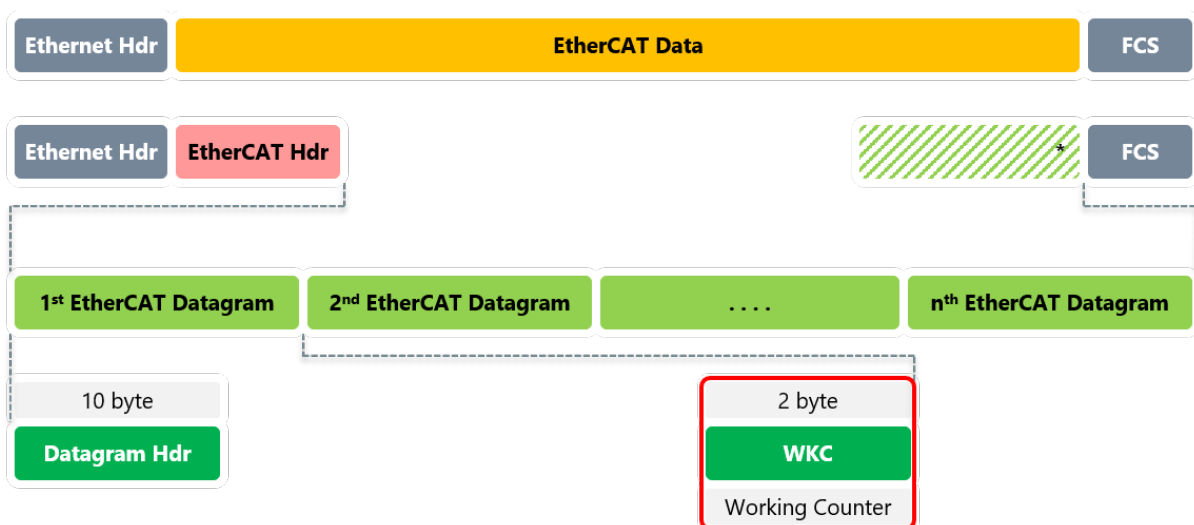 Ethernet Hdr EtherCAT Data FCS
Ethernet Hdr EtherCAT Hdr * FCS
1st EtherCAT Datagram 2nd EtherCAT Datagram . . . . nth EtherCAT Datagram
10 byte 2 byte
Datagram Hdr WKC
Working Counter